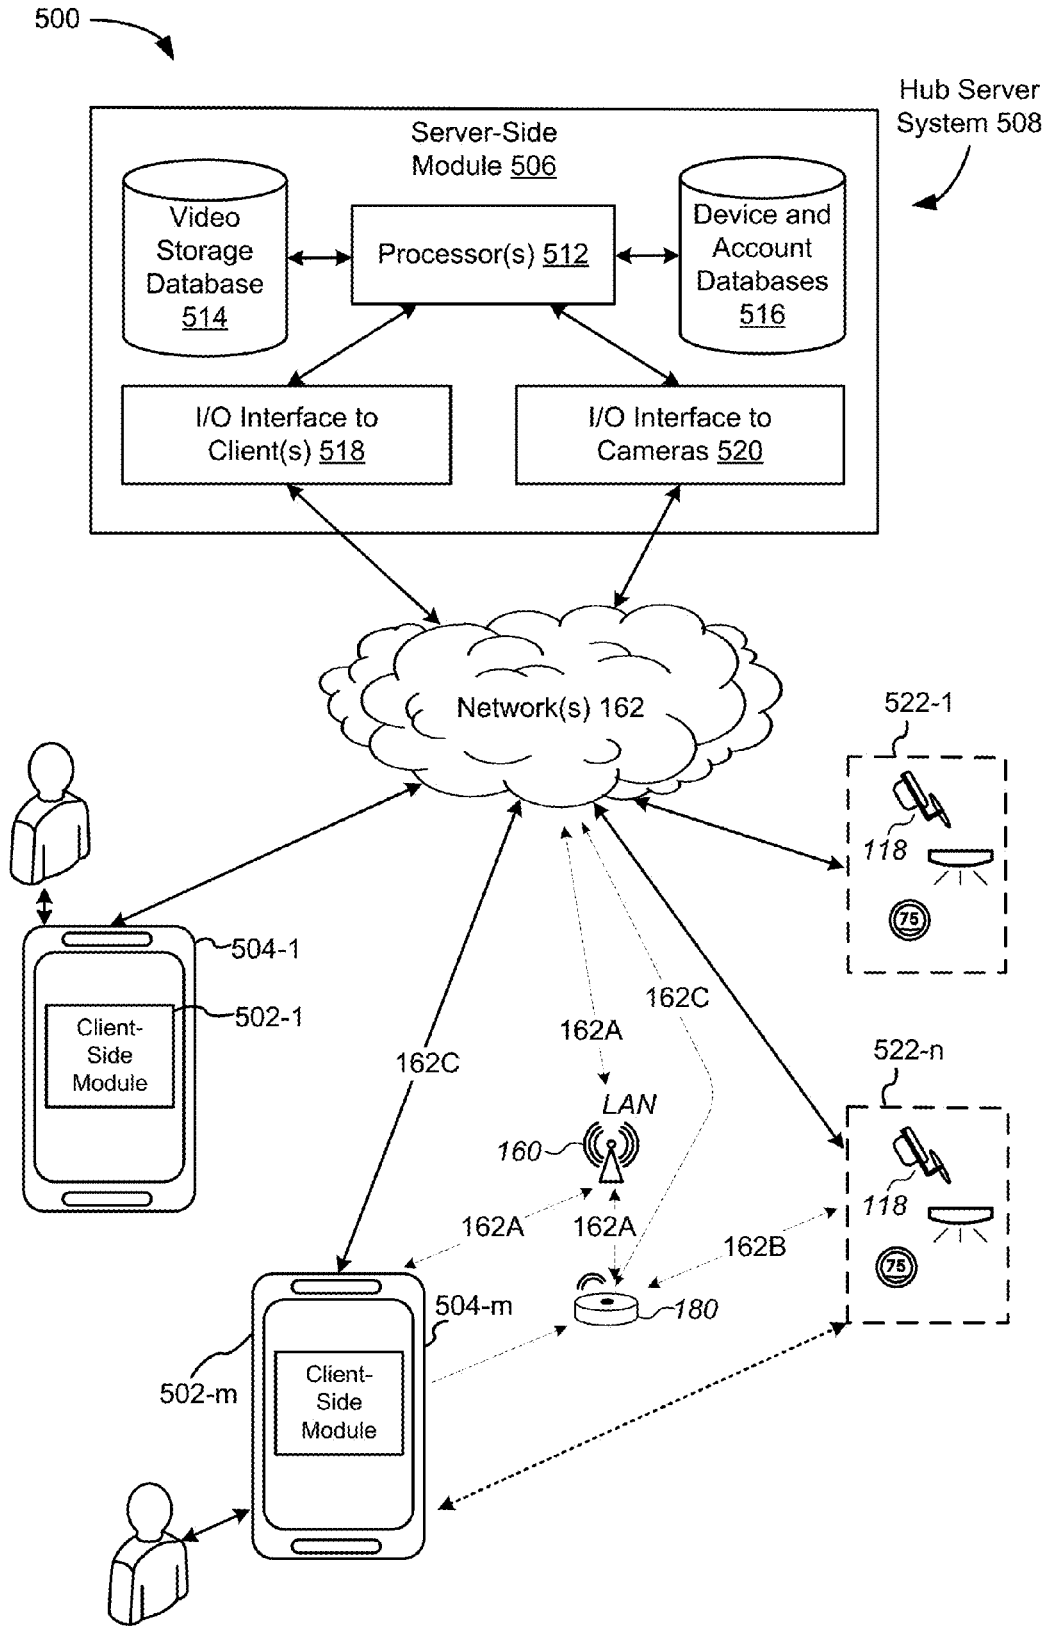 500
Hub Server
System 508
Server-Side
Module 506
Video
Storage
Database
514
Processor(s) 512
Device and
Account
Databases
516
I/O Interface to
Client(s) 518
I/O Interface to
Cameras 520
Network(s) 162
522-1
118
75
504-1
502-1
Client-
Side
Module
162C
162A
162C
522-n
LAN
160
118
162A
162A
162B
75
180
504-m
502-m
Client-
Side
Module